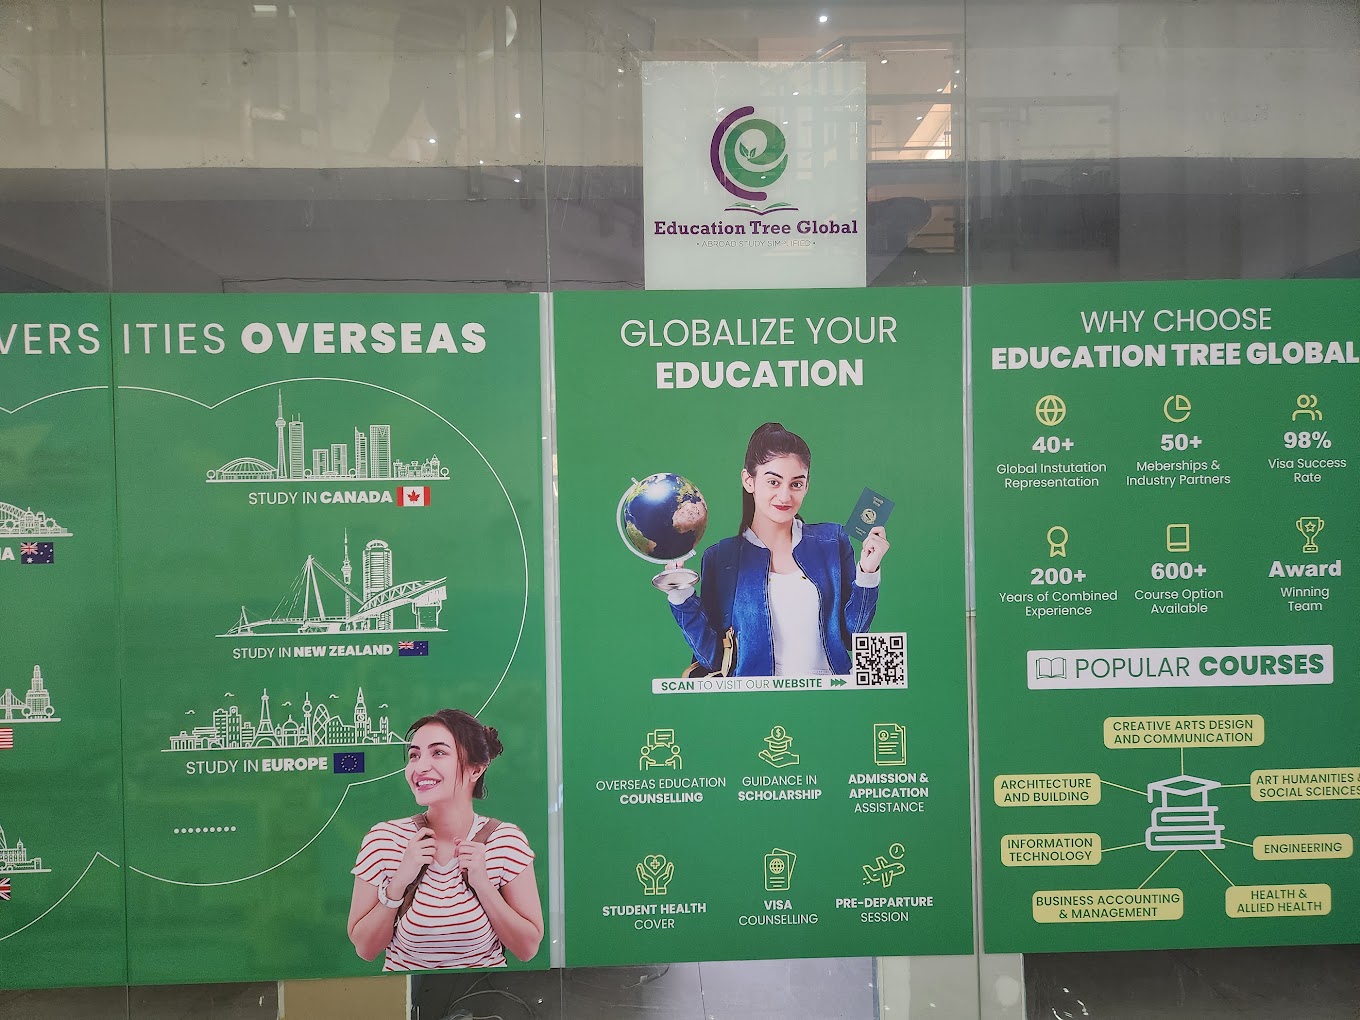 Education Tree Global
• ABROAD STUDY SIMPLIFIED •
VERSITIES OVERSEAS
STUDY IN CANADA
IA
STUDY IN NEW ZEALAND
STUDY IN EUROPE
GLOBALIZE YOUR
EDUCATION
SCAN TO VISIT OUR WEBSITE
OVERSEAS EDUCATION
COUNSELLING
GUIDANCE IN
SCHOLARSHIP
ADMISSION &
APPLICATION
ASSISTANCE
STUDENT HEALTH
COVER
VISA
COUNSELLING
PRE-DEPARTURE
SESSION
WHY CHOOSE
EDUCATION TREE GLOBAL
40+
Global Instutation
Representation
50+
Meberships &
Industry Partners
98%
Visa Success
Rate
200+
Years of Combined
Experience
600+
Course Option
Available
Award
Winning
Team
POPULAR COURSES
CREATIVE ARTS DESIGN
AND COMMUNICATION
ARCHITECTURE
AND BUILDING
ART HUMANITIES &
SOCIAL SCIENCES
INFORMATION
TECHNOLOGY
ENGINEERING
BUSINESS ACCOUNTING
& MANAGEMENT
HEALTH &
ALLIED HEALTH